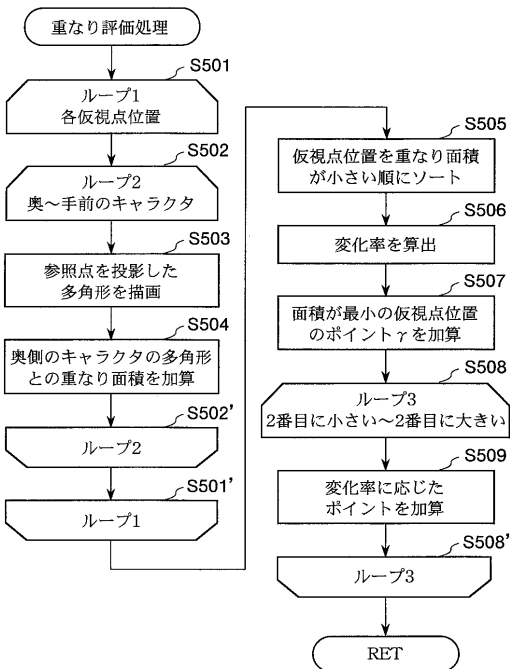 重なり評価処理
S501
ループ1
各仮視点位置
S502
ループ2
奥～手前のキャラクタ
S503
参照点を投影した
多角形を描画
S504
奥側のキャラクタの多角形
との重なり面積を加算
S502'
ループ2
S501'
ループ1
S505
仮視点位置を重なり面積
が小さい順にソート
S506
変化率を算出
S507
面積が最小の仮視点位置
のポイントγを加算
S508
ループ3
2番目に小さい～2番目に大きい
S509
変化率に応じた
ポイントを加算
S508'
ループ3
RET